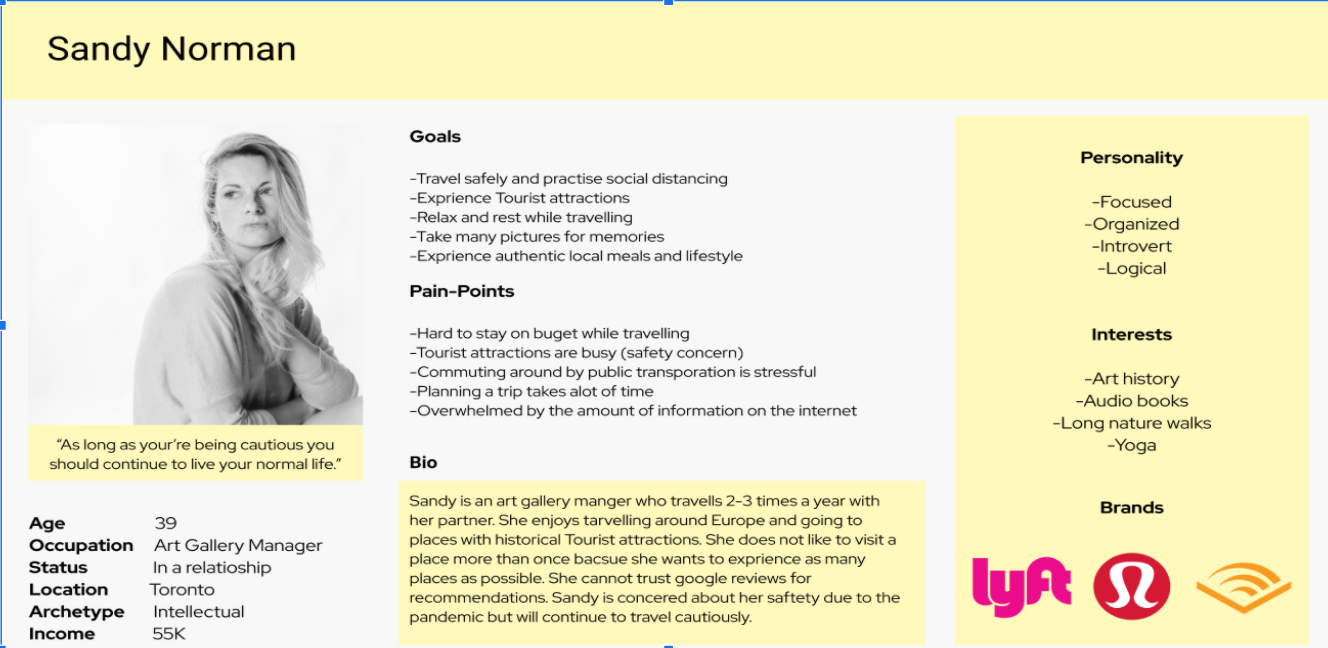 Sandy Norman
“As long as your’re being cautious you
should continue to live your normal life.”
Age 39
Occupation Art Gallery Manager
Status In a relatioship
Location Toronto
Archetype Intellectual
Income 55K
Goals
-Travel safely and practise social distancing
-Exprience Tourist attractions
-Relax and rest while travelling
-Take many pictures for memories
-Exprience authentic local meals and lifestyle
Pain-Points
-Hard to stay on buget while travelling
-Tourist attractions are busy (safety concern)
-Commuting around by public transporation is stressful
-Planning a trip takes alot of time
-Overwhelmed by the amount of information on the internet
Bio
Sandy is an art gallery manger who travells 2-3 times a year with
her partner. She enjoys tarvelling around Europe and going to
places with historical Tourist attractions. She does not like to visit a
place more than once bacsue she wants to exprience as many
places as possible. She cannot trust google reviews for
recommendations. Sandy is concered about her saftety due to the
pandemic but will continue to travel cautiously.
Personality
-Focused
-Organized
-Introvert
-Logical
Interests
-Art history
-Audio books
-Long nature walks
-Yoga
Brands
lyft